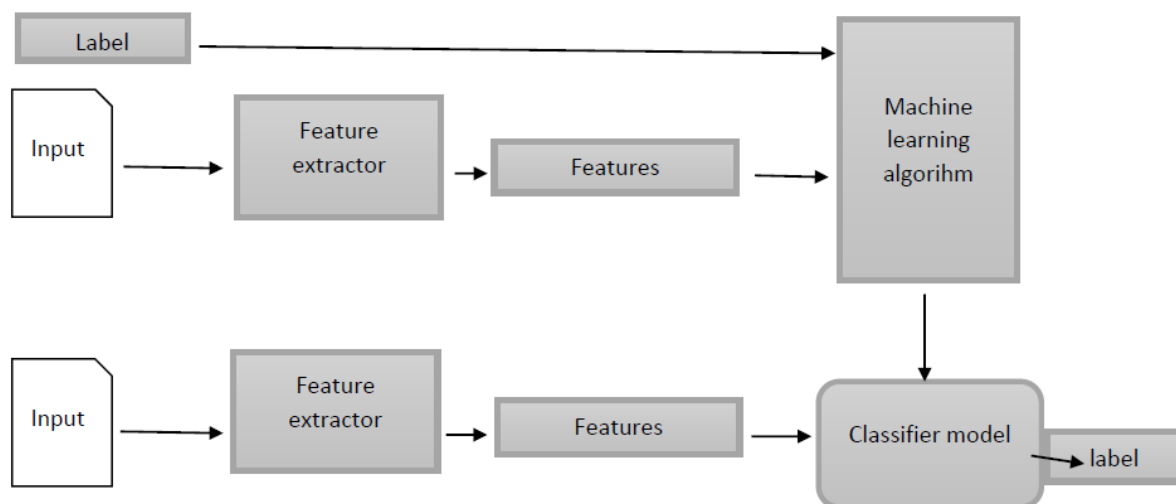 Label
Input
Feature
extractor
Features
Machine
learning
algorihm
Input
Feature
extractor
Features
Classifier model
label